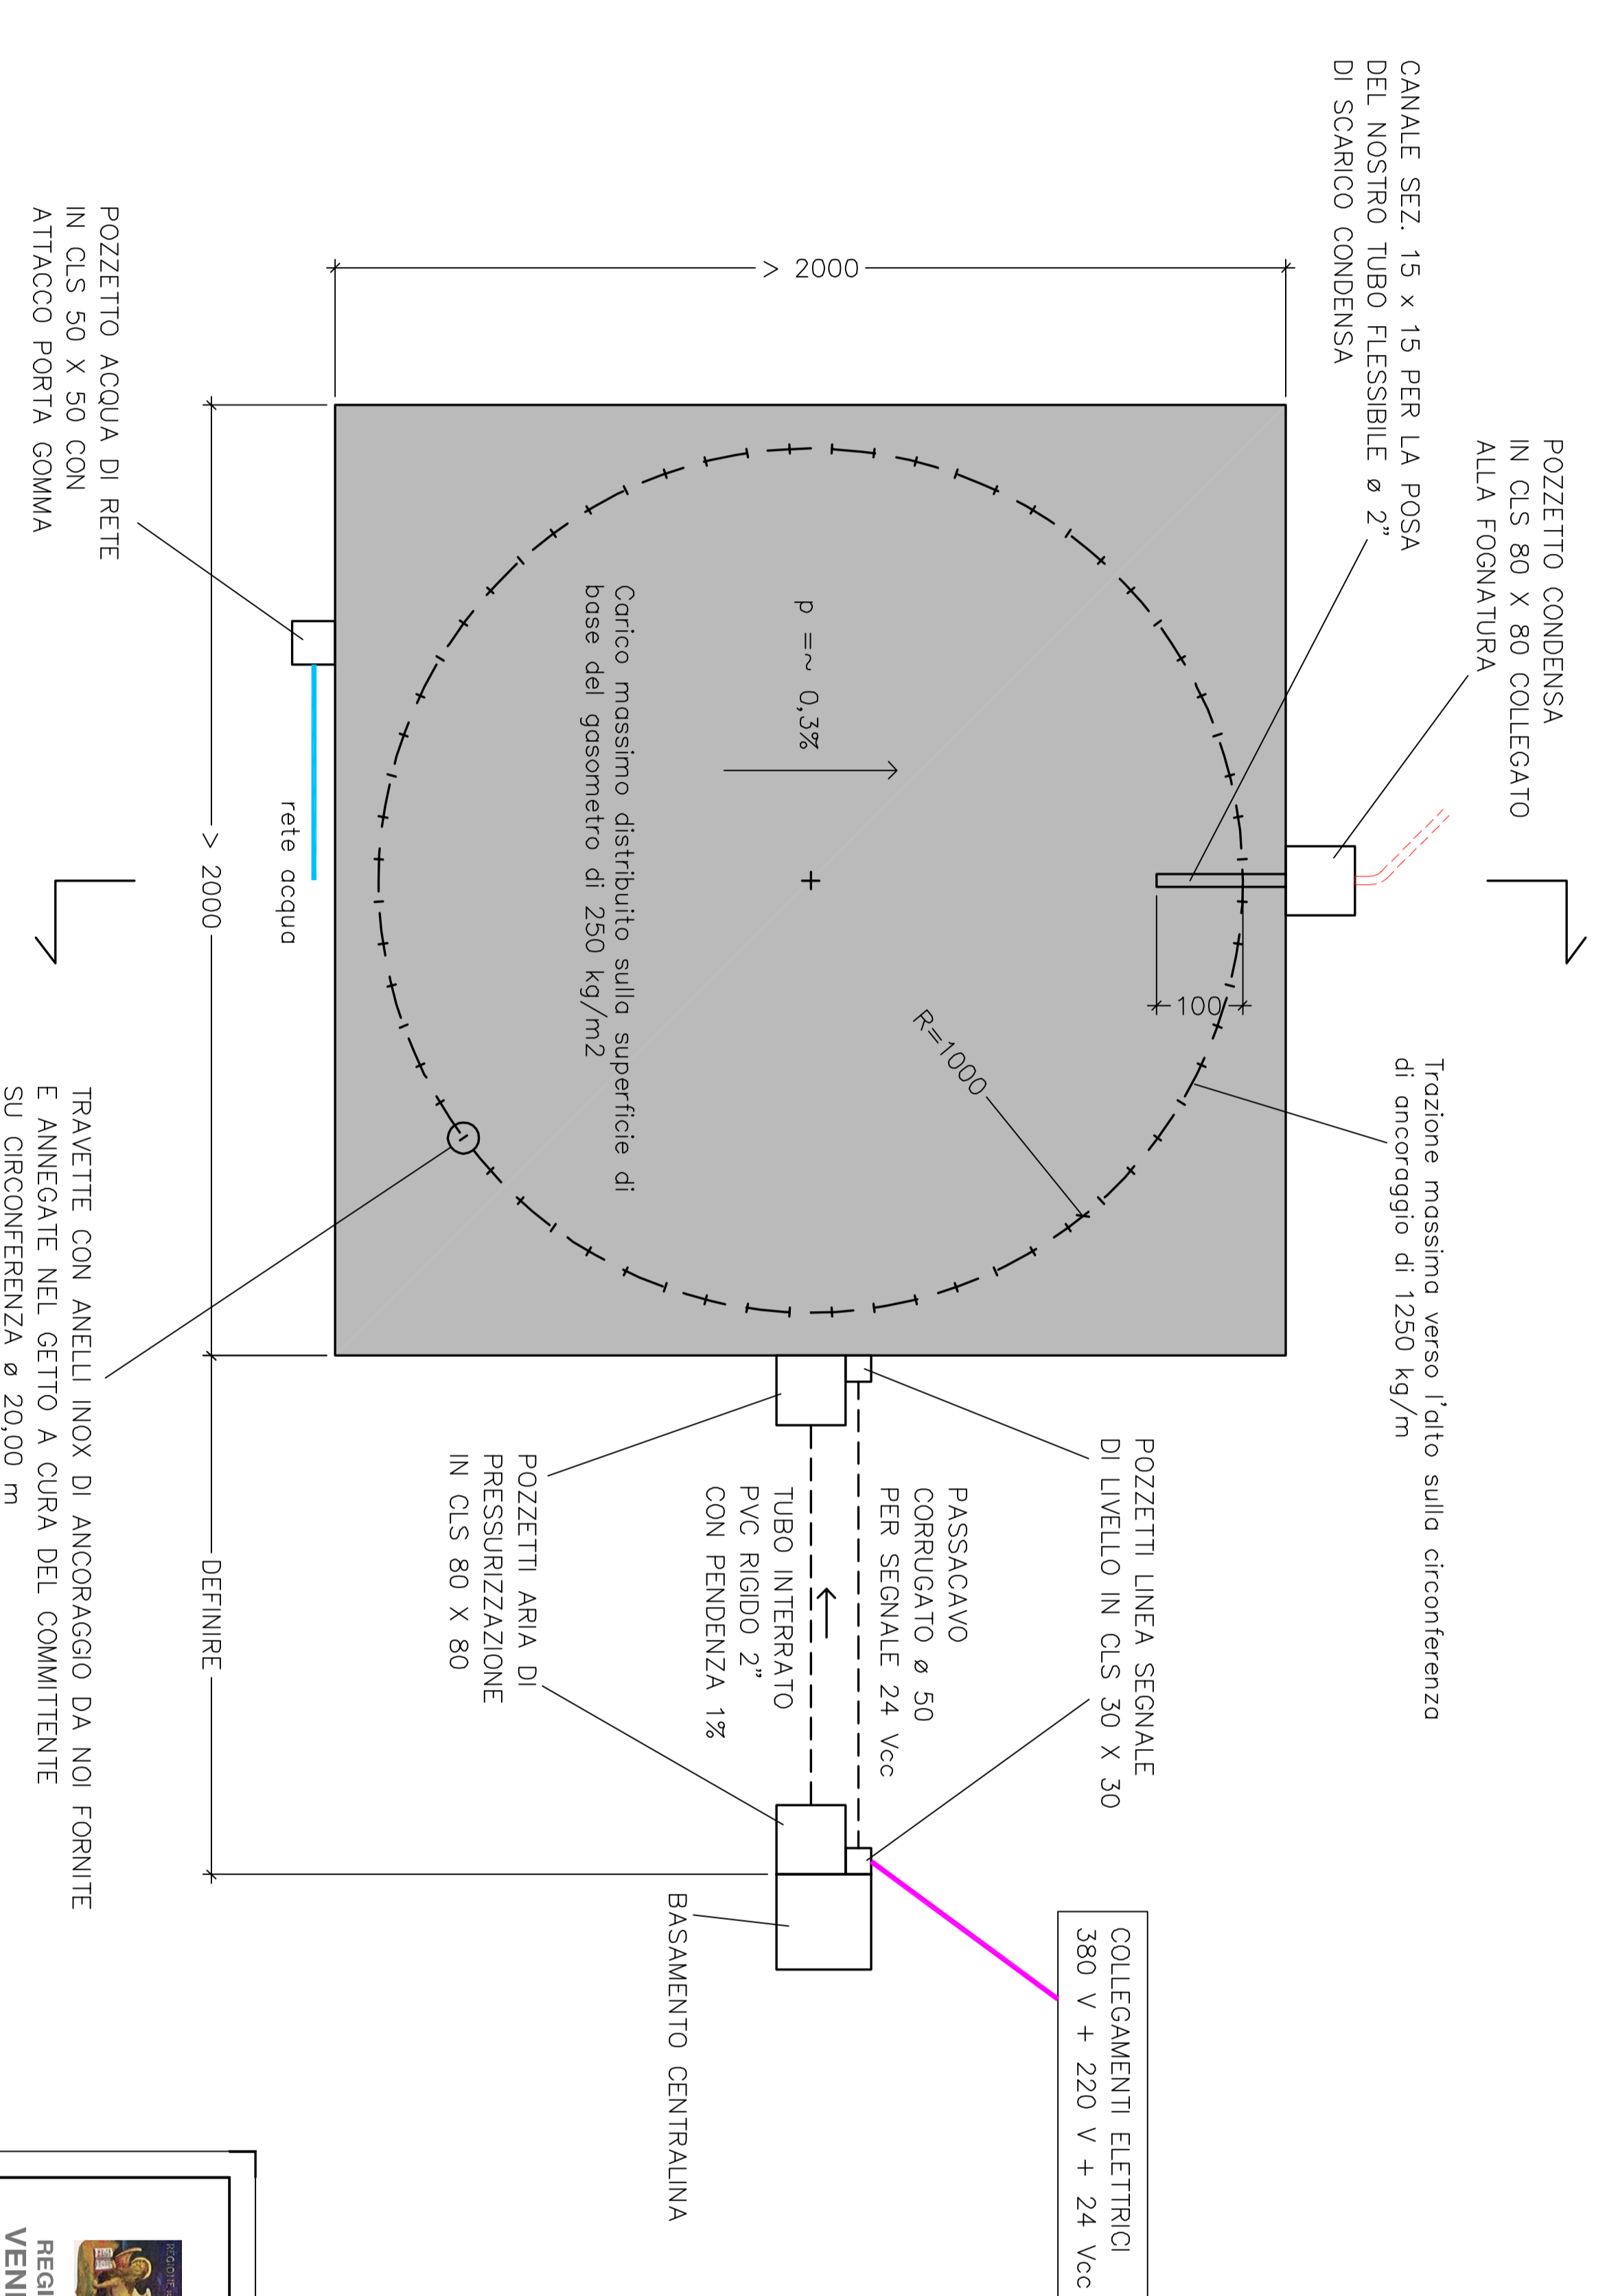 POZZETTO CONDENSA
IN CLS 80 X 80 COLLEGATO
ALLA FOGNATURA
CANALE SEZ. 15 x 15 PER LA POSA
DEL NOSTRO TUBO FLESSIBILE ø 2"
DI SCARICO CONDENSA
Trazione massima verso l'alto sulla circonferenza
di ancoraggio di 1250 kg/m
COLLEGAMENTI ELETTRICI
380 V + 220 V + 24 Vcc
POZZETTI LINEA SEGNALE
DI LIVELLO IN CLS 30 X 30
> 2000
100
R=1000
p =~ 0,3%
PASSACAVO
CORRUGATO ø 50
PER SEGNALE 24 Vcc
TUBO INTERRATO
PVC RIGIDO 2"
CON PENDENZA 1%
Carico massimo distribuito sulla superficie di
base del gasometro di 250 kg/m2
BASAMENTO CENTRALINA
POZZETTI ARIA DI
PRESSURIZZAZIONE
IN CLS 80 X 80
rete acqua
> 2000
DEFINIRE
POZZETTO ACQUA DI RETE
IN CLS 50 X 50 CON
ATTACCO PORTA GOMMA
TRAVETTE CON ANELLI INOX DI ANCORAGGIO DA NOI FORNITE
E ANNEGATE NEL GETTO A CURA DEL COMMITTENTE
SU CIRCONFERENZA ø 20,00 m
REGIONE
REGI
VEN